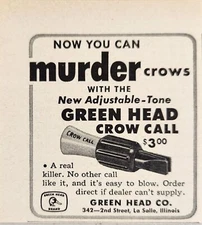 NOW YOU CAN
murder crows
WITH THE
New Adjustable-Tone
GREEN HEAD
CROW CALL
$3.00
CROW CALL
• A real
killer. No other call
like it, and it's easy to blow. Order
direct if dealer can't supply.
GREEN HEAD CO.
342—2nd Street, La Salle, Illinois
GREEN HEAD